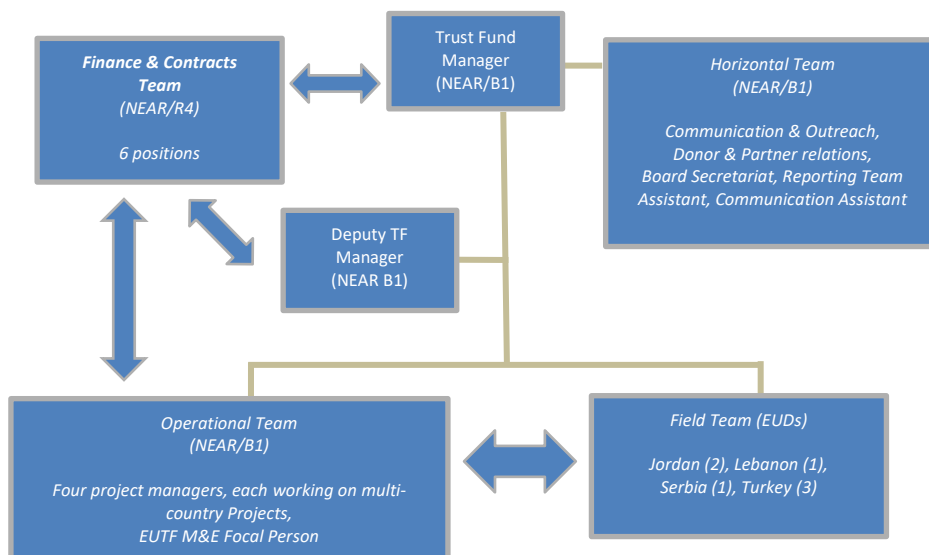 Trust Fund
Manager
(NEAR/B1)
Finance & Contracts
Team
(NEAR/R4)
6 positions
Horizontal Team
(NEAR/B1)
Communication & Outreach,
Donor & Partner relations,
Board Secretariat, Reporting Team
Assistant, Communication Assistant
Deputy TF
Manager
(NEAR B1)
Operational Team
(NEAR/B1)
Four project managers, each working on multi-
country Projects,
EUTF M&E Focal Person
Field Team (EUDs)
Jordan (2), Lebanon (1),
Serbia (1), Turkey (3)